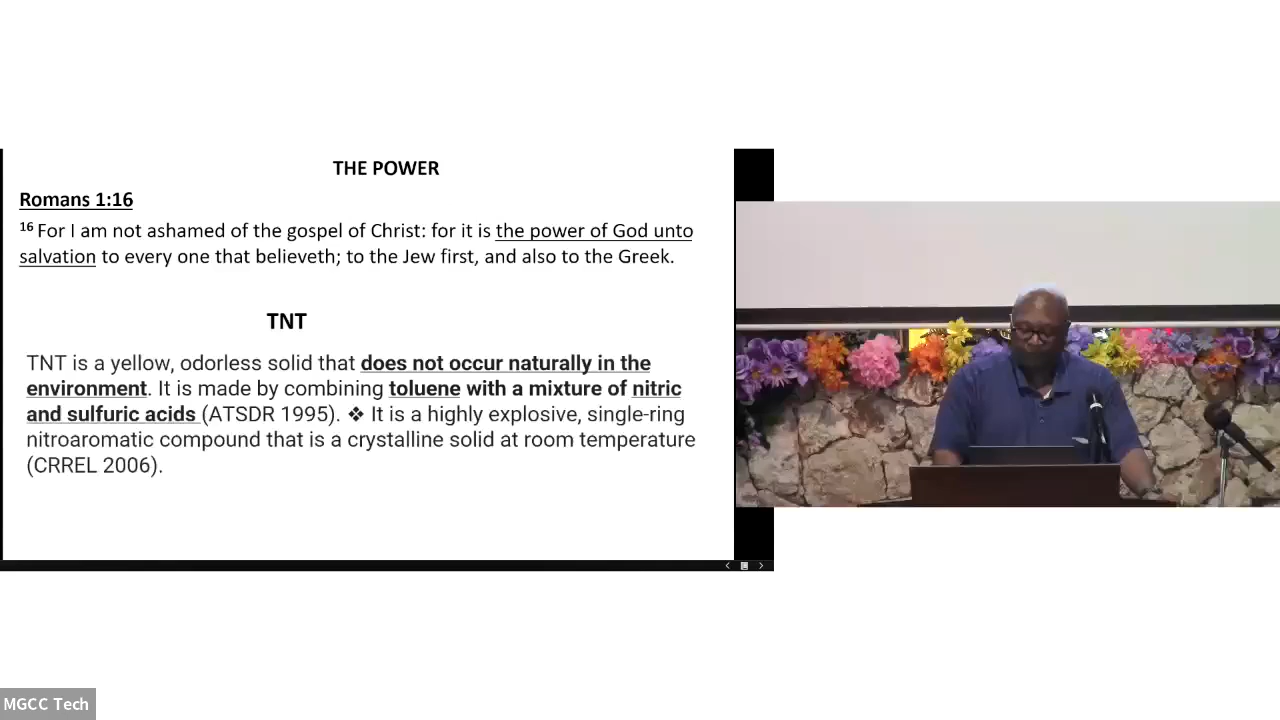 THE POWER
Romans 1:16
16 For I am not ashamed of the gospel of Christ: for it is the power of God unto
salvation to every one that believeth; to the Jew first, and also to the Greek.
TNT
TNT is a yellow, odorless solid that does not occur naturally in the
environment. It is made by combining toluene with a mixture of nitric
and sulfuric acids (ATSDR 1995). ❖ It is a highly explosive, single-ring
nitroaromatic compound that is a crystalline solid at room temperature
(CRREL 2006).
MGCC Tech